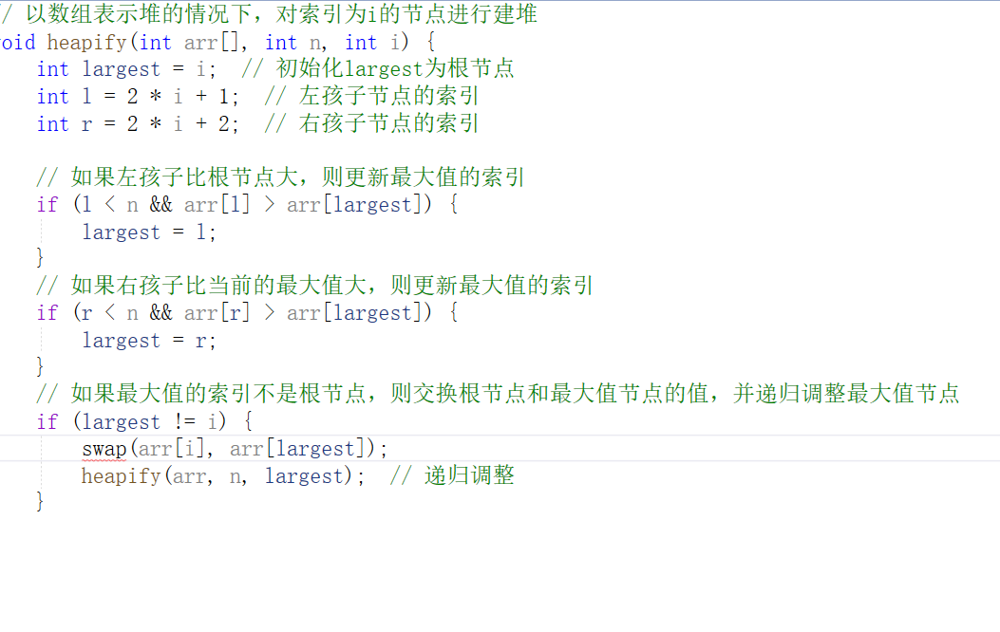 / 以数组表示堆的情况下，对索引为i的节点进行建堆
oid heapify(int arr[], int n, int i) {
int largest = i;  // 初始化largest为根节点
int l = 2 * i + 1;  // 左孩子节点的索引
int r = 2 * i + 2;  // 右孩子节点的索引
// 如果左孩子比根节点大，则更新最大值的索引
if (l < n && arr[l] > arr[largest]) {
largest = l;
}
// 如果右孩子比当前的最大值大，则更新最大值的索引
if (r < n && arr[r] > arr[largest]) {
largest = r;
}
// 如果最大值的索引不是根节点，则交换根节点和最大值节点的值，并递归调整最大值节点
if (largest != i) {
swap(arr[i], arr[largest]);
heapify(arr, n, largest);  // 递归调整
}